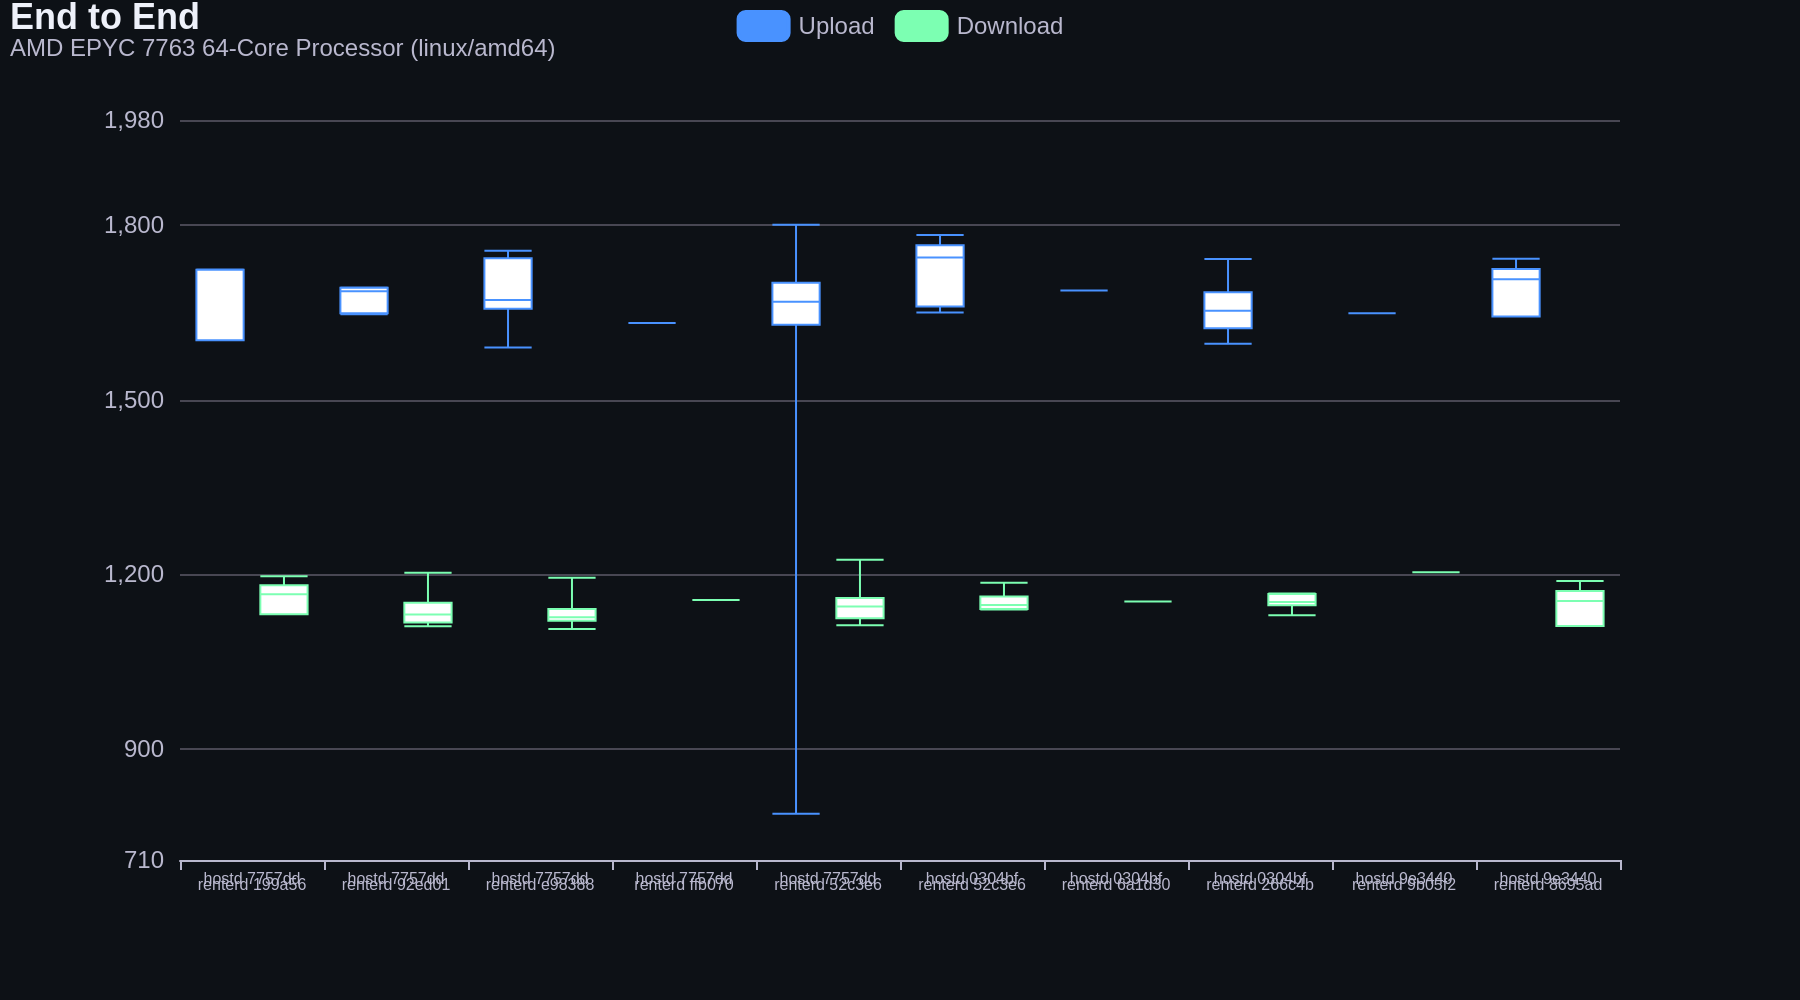 End to End
AMD EPYC 7763 64-Core Processor (linux/amd64)
Upload
Download
1,980
1,800
1,500
1,200
900
710
hostd 7757dd
renterd 199a56
hostd 7757dd
renterd 92ed01
hostd 7757dd
renterd e98388
hostd 7757dd
renterd ffb070
hostd 7757dd
renterd 52c3e6
hostd 0304bf
renterd 52c3e6
hostd 0304bf
renterd 6a1d30
hostd 0304bf
renterd 266c4b
hostd 9e3440
renterd 9b05f2
hostd 9e3440
renterd 8695ad